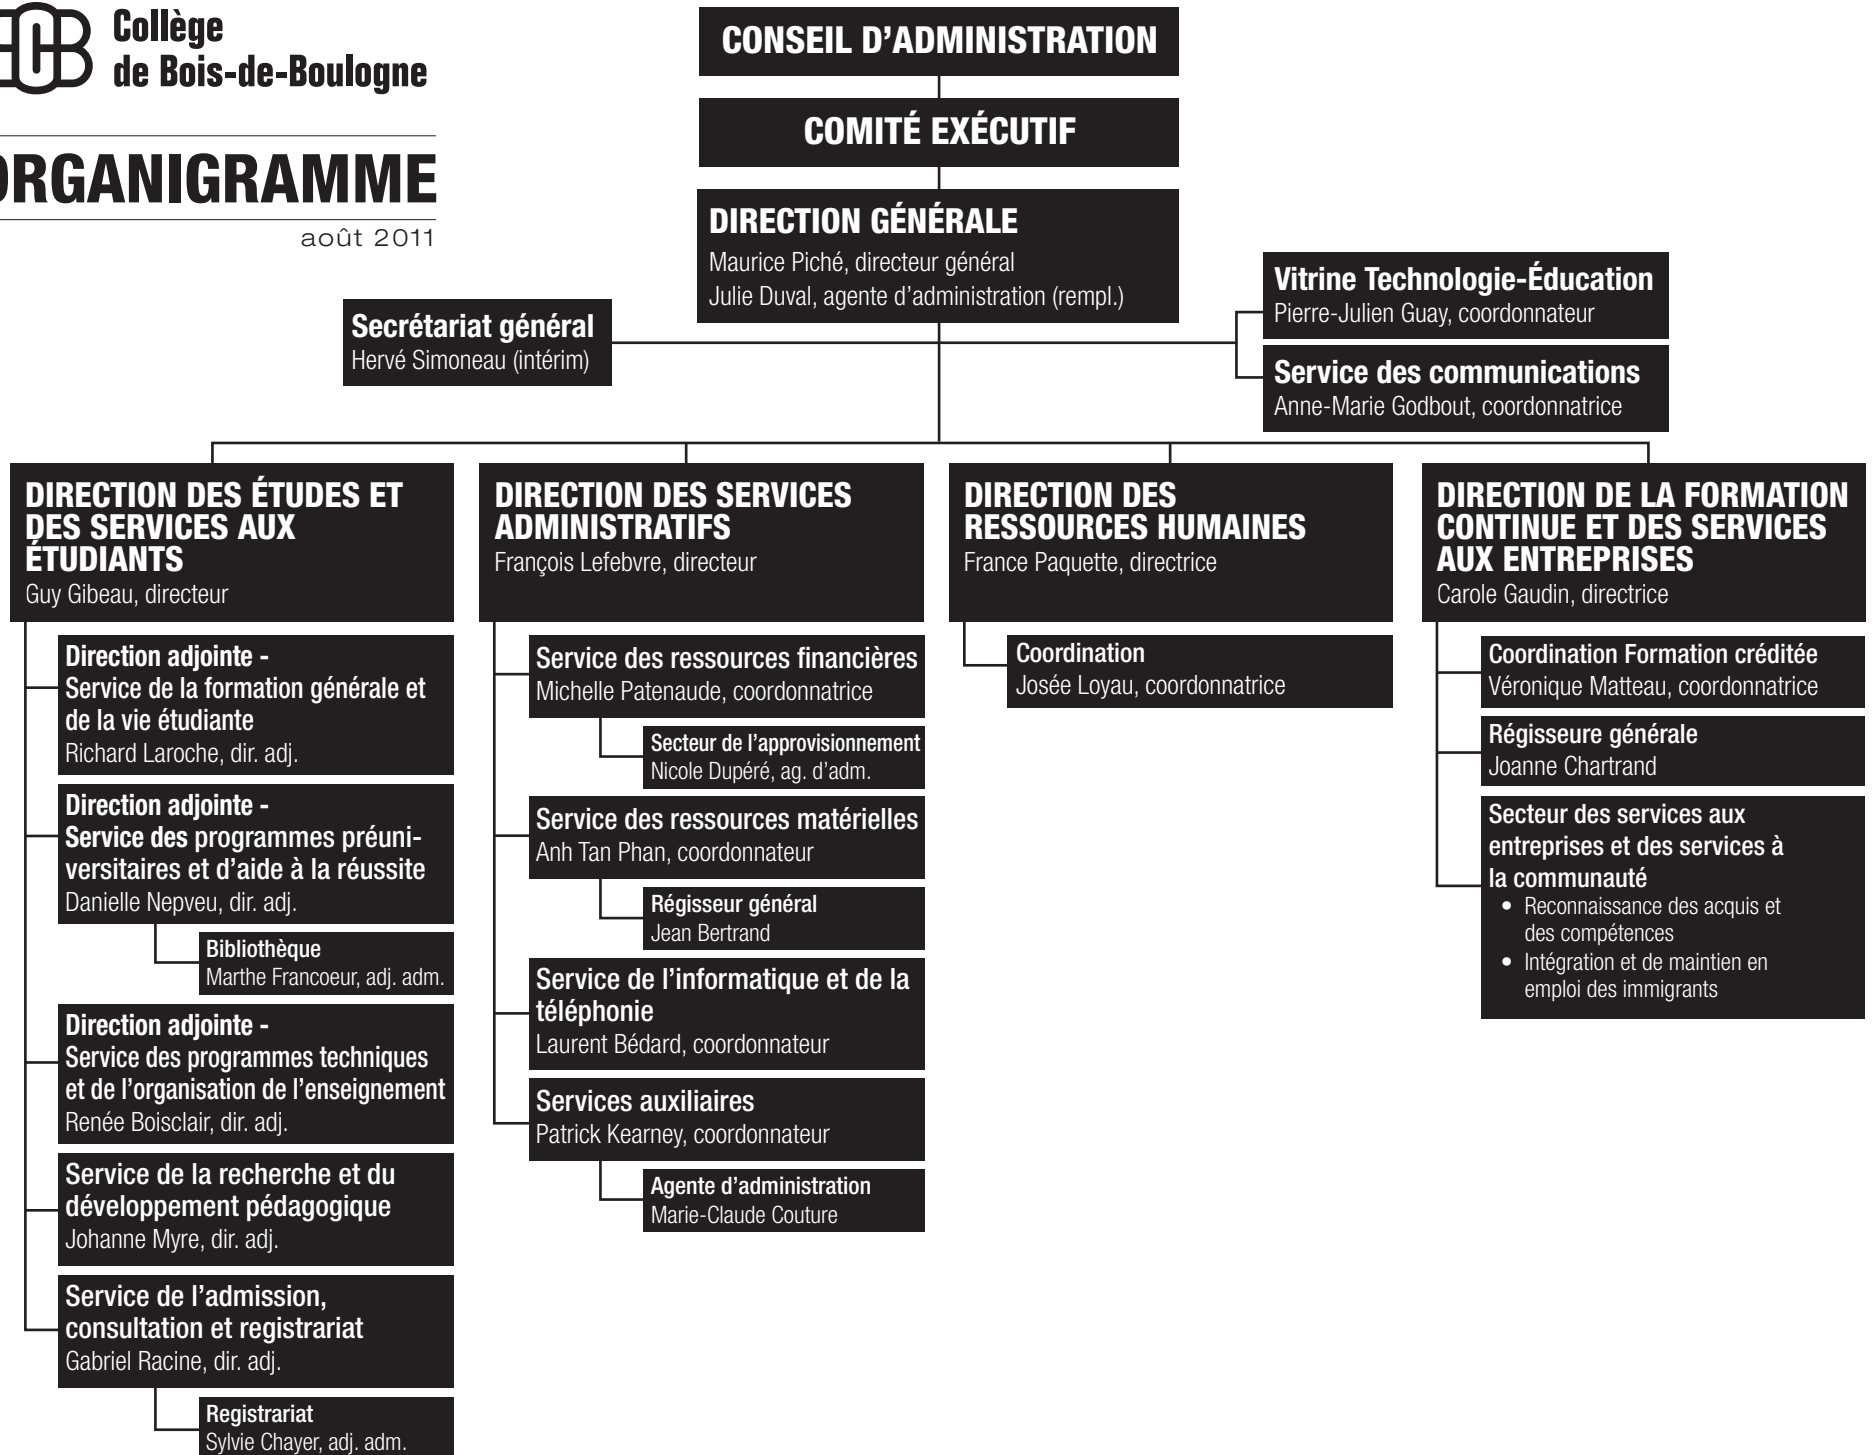 Collège
de Bois-de-Boulogne
ORGANIGRAMME
août 2011
CONSEIL D’ADMINISTRATION
COMITÉ EXÉCUTIF
DIRECTION GÉNÉRALE
Maurice Piché, directeur général
Julie Duval, agente d’administration (rempl.)
Secrétariat général
Hervé Simoneau (intérim)
Vitrine Technologie-Éducation
Pierre-Julien Guay, coordonnateur
Service des communications
Anne-Marie Godbout, coordonnatrice
DIRECTION DES ÉTUDES ET
DES SERVICES AUX
ÉTUDIANTS
Guy Gibeau, directeur
Direction adjointe -
Service de la formation générale et
de la vie étudiante
Richard Laroche, dir. adj.
Direction adjointe -
Service des programmes préuni-
versitaires et d’aide à la réussite
Danielle Nepveu, dir. adj.
Bibliothèque
Marthe Francoeur, adj. adm.
Direction adjointe -
Service des programmes techniques
et de l’organisation de l’enseignement
Renée Boisclair, dir. adj.
Service de la recherche et du
développement pédagogique
Johanne Myre, dir. adj.
Service de l’admission,
consultation et registrariat
Gabriel Racine, dir. adj.
Registrariat
Sylvie Chayer, adj. adm.
DIRECTION DES SERVICES
ADMINISTRATIFS
François Lefebvre, directeur
Service des ressources financières
Michelle Patenaude, coordonnatrice
Secteur de l’approvisionnement
Nicole Dupéré, ag. d’adm.
Service des ressources matérielles
Anh Tan Phan, coordonnateur
Régisseur général
Jean Bertrand
Service de l’informatique et de la
téléphonie
Laurent Bédard, coordonnateur
Services auxiliaires
Patrick Kearney, coordonnateur
Agente d’administration
Marie-Claude Couture
DIRECTION DES
RESSOURCES HUMAINES
France Paquette, directrice
Coordination
Josée Loyau, coordonnatrice
DIRECTION DE LA FORMATION
CONTINUE ET DES SERVICES
AUX ENTREPRISES
Carole Gaudin, directrice
Coordination Formation créditée
Véronique Matteau, coordonnatrice
Régisseure générale
Joanne Chartrand
Secteur des services aux
entreprises et des services à
la communauté
• Reconnaissance des acquis et
des compétences
• Intégration et de maintien en
emploi des immigrants